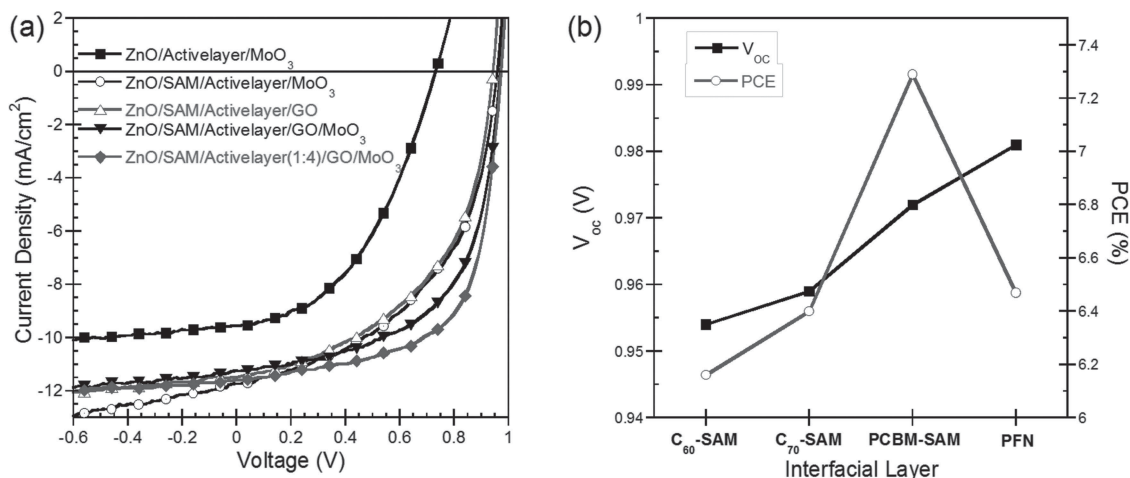 (a)
2
0
-2
-4
-6
-8
-10
-12
Current Density (mA/cm²)
ZnO/Activelayer/MoO₃
ZnO/SAM/Activelayer/MoO₃
ZnO/SAM/Activelayer/GO
ZnO/SAM/Activelayer/GO/MoO₃
ZnO/SAM/Activelayer(1:4)/GO/MoO₃
-0.6 -0.4 -0.2 0 0.2 0.4 0.6 0.8 1
Voltage (V)
(b)
1
0.99
0.98
0.97
0.96
0.95
0.94
V_oc (V)
V_OC
PCE
7.4
7.2
7
6.8
6.6
6.4
6.2
6
PCE (%)
C₆₀-SAM C₇₀-SAM PCBM-SAM PFN
Interfacial Layer